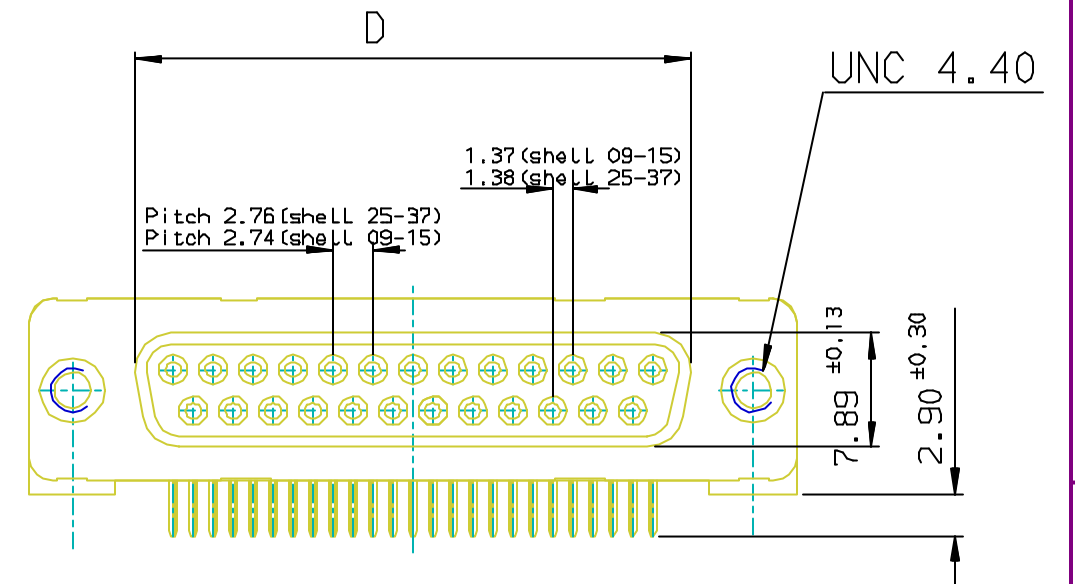 D
UNC 4.40
1.37(shell 09-15)
1.38(shell 25-37)
Pitch 2.76(shell 25-37)
Pitch 2.74(shell 09-15)
7.89 ±0.13
2.90 ±0.30